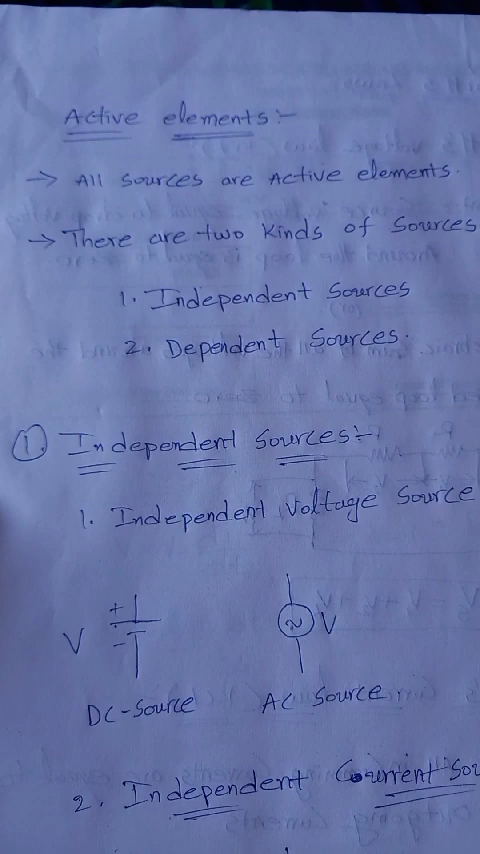 Active elements:-
→ All Sources are Active elements.
→ There are two Kinds of Sources
1. Independent Sources
2. Dependent Sources.
① Independent Sources:-
1. Independent Voltage Source
+
V
-
~ V
DC-Source AC Source
2. Independent Current Sou